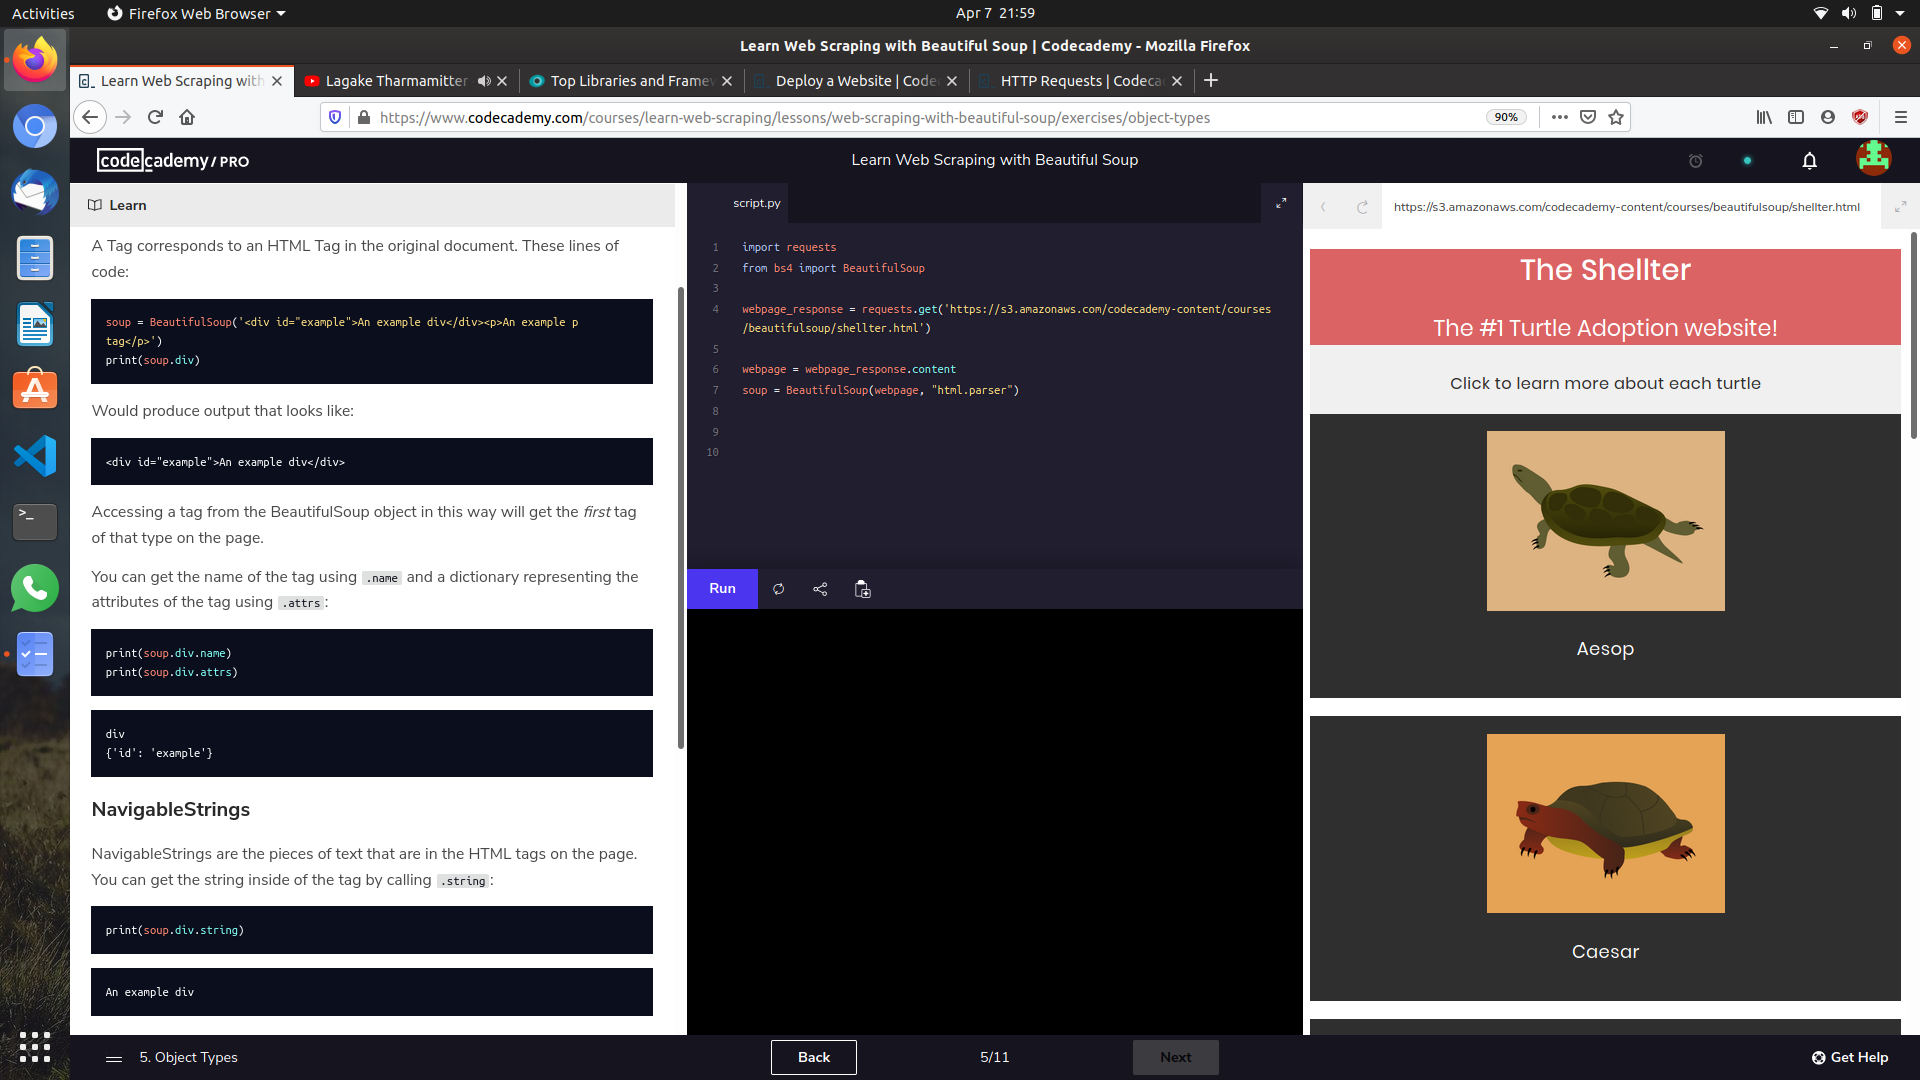 Activities
Firefox Web Browser
Apr 7 21:59
Learn Web Scraping with Beautiful Soup | Codecademy - Mozilla Firefox
Learn Web Scraping with
Lagake Tharmamitter
Top Libraries and Framew
Deploy a Website | Code
HTTP Requests | Codeca
https://www.codecademy.com/courses/learn-web-scraping/lessons/web-scraping-with-beautiful-soup/exercises/object-types
90%
codecademy / PRO
Learn Web Scraping with Beautiful Soup
Learn
A Tag corresponds to an HTML Tag in the original document. These lines of
code:
soup = BeautifulSoup('<div id="example">An example div</div><p>An example p
tag</p>')
print(soup.div)
Would produce output that looks like:
<div id="example">An example div</div>
Accessing a tag from the BeautifulSoup object in this way will get the first tag
of that type on the page.
You can get the name of the tag using .name and a dictionary representing the
attributes of the tag using .attrs:
print(soup.div.name)
print(soup.div.attrs)
div
{'id': 'example'}
NavigableStrings
NavigableStrings are the pieces of text that are in the HTML tags on the page.
You can get the string inside of the tag by calling .string:
print(soup.div.string)
An example div
script.py
1 import requests
2 from bs4 import BeautifulSoup
3
4 webpage_response = requests.get('https://s3.amazonaws.com/codecademy-content/courses
/beautifulsoup/shellter.html')
5
6 webpage = webpage_response.content
7 soup = BeautifulSoup(webpage, "html.parser")
8
9
10
Run
https://s3.amazonaws.com/codecademy-content/courses/beautifulsoup/shellter.html
The Shellter
The #1 Turtle Adoption website!
Click to learn more about each turtle
Aesop
Caesar
5. Object Types
Back
5/11
Next
Get Help